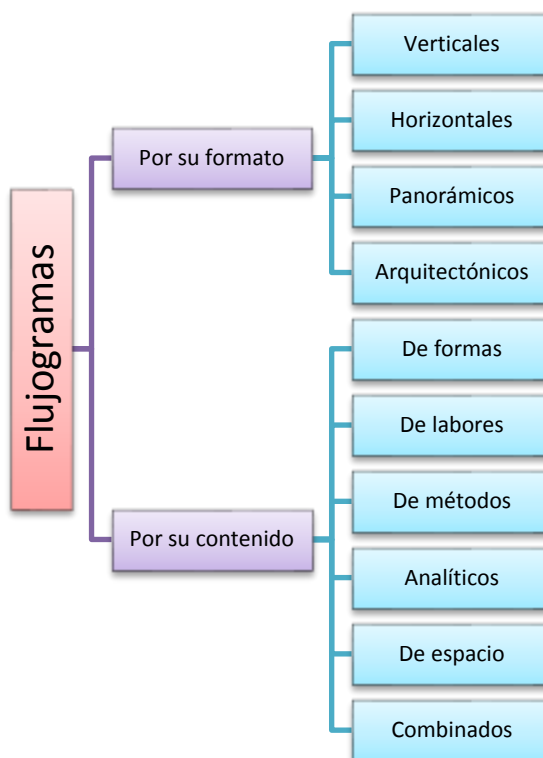 Flujogramas
Por su formato
Verticales
Horizontales
Panorámicos
Arquitectónicos
Por su contenido
De formas
De labores
De métodos
Analíticos
De espacio
Combinados